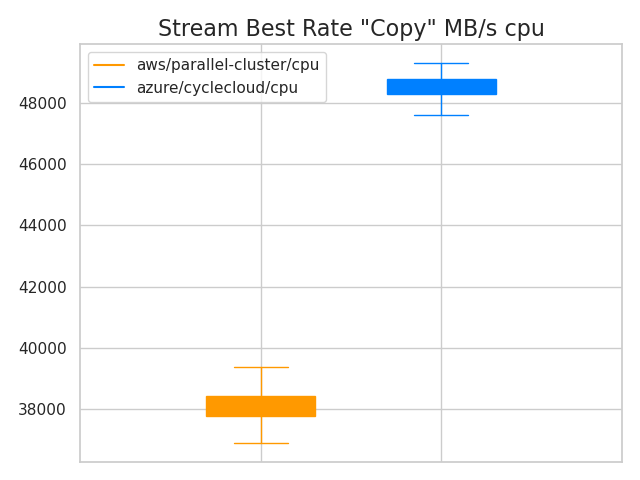 Stream Best Rate "Copy" MB/s cpu
aws/parallel-cluster/cpu
azure/cyclecloud/cpu
48000
46000
44000
42000
40000
38000